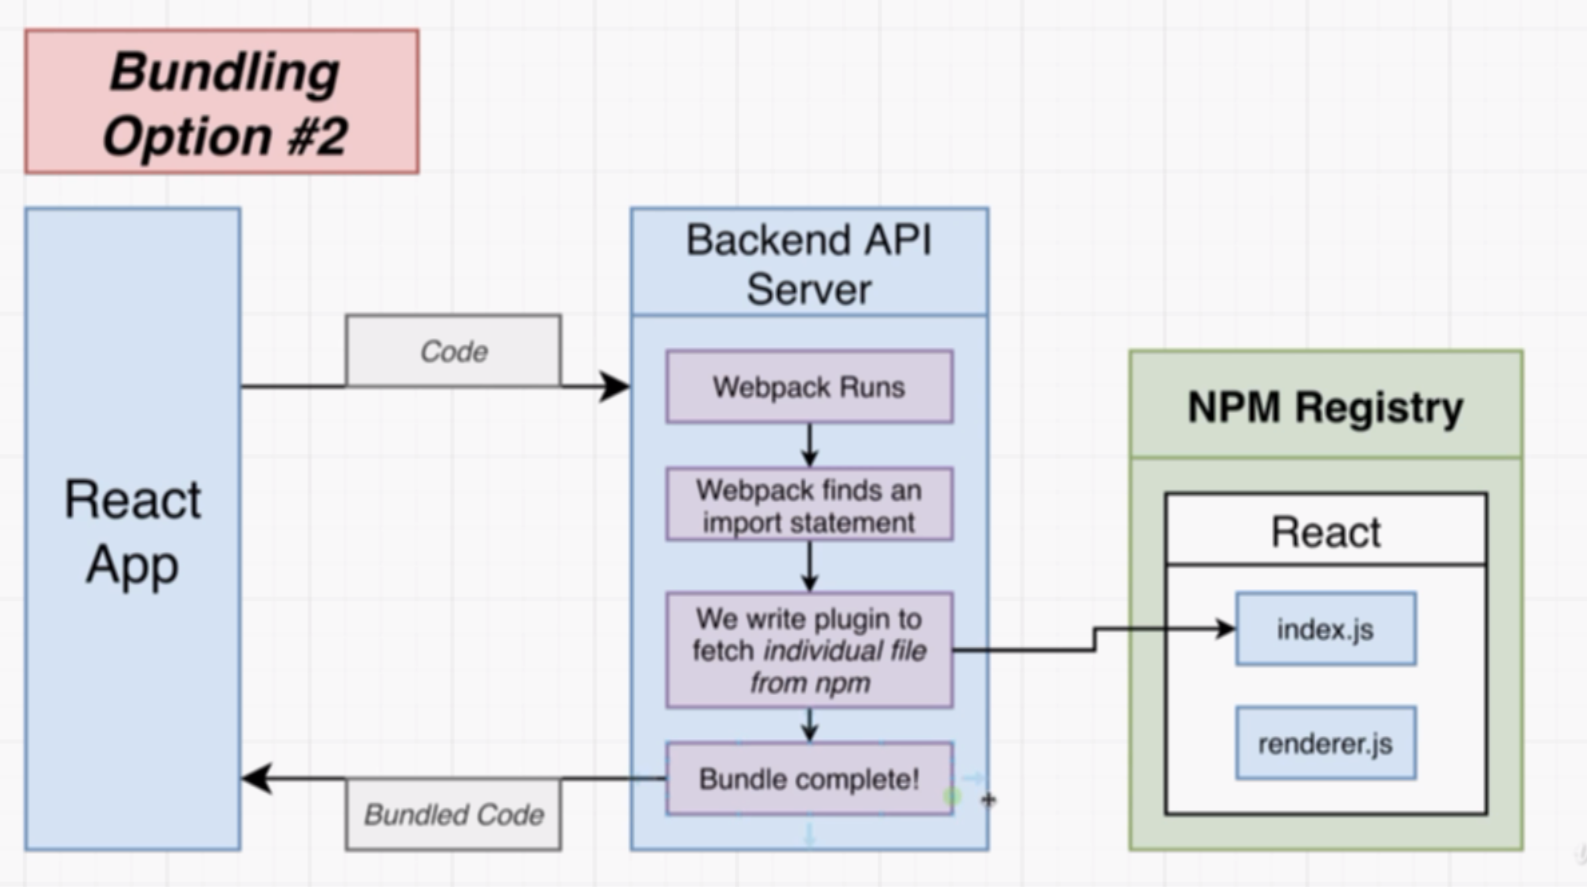 Bundling
Option #2
React
App
Code
Bundled Code
Backend API
Server
Webpack Runs
Webpack finds an
import statement
We write plugin to
fetch individual file
from npm
Bundle complete!
NPM Registry
React
index.js
renderer.js